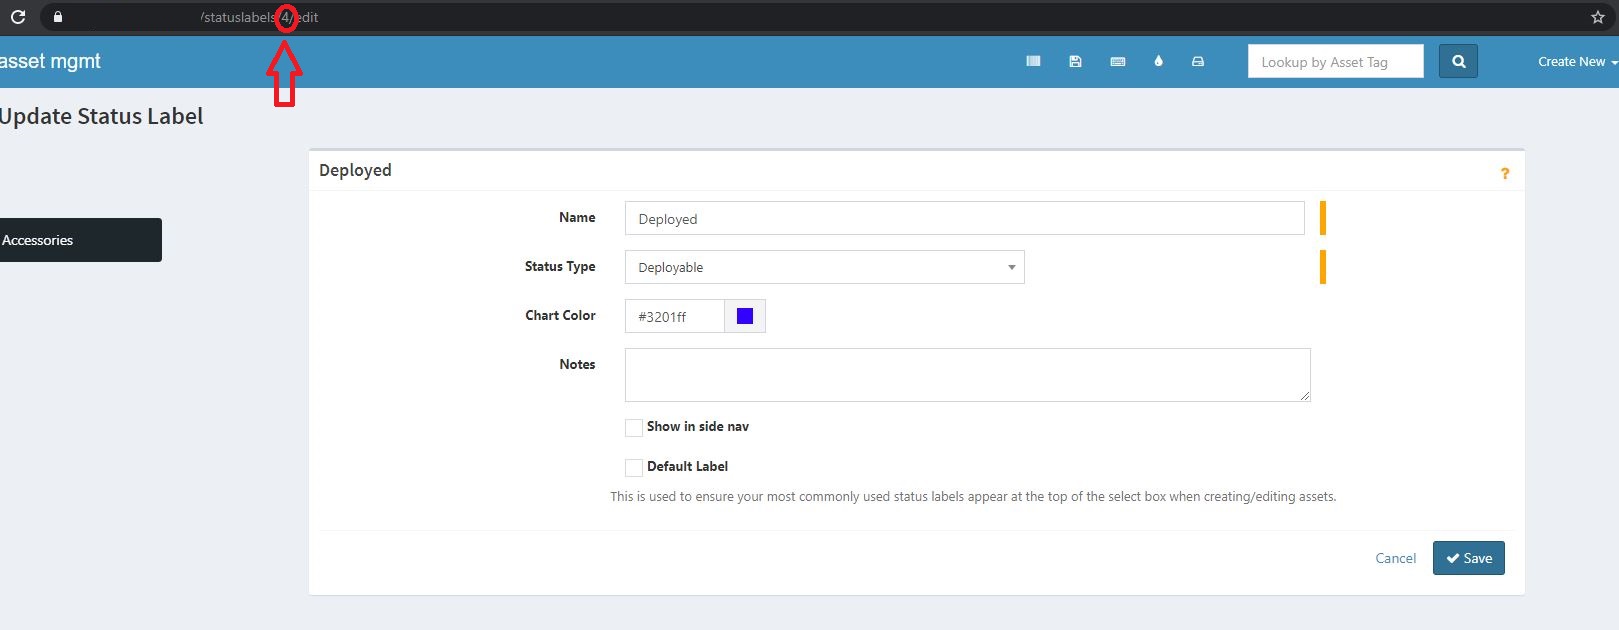 /statuslabels/4/edit
asset mgmt
Lookup by Asset Tag
Create New
Update Status Label
Accessories
Deployed
?
Name
Deployed
Status Type
Deployable
Chart Color
#3201ff
Notes
Show in side nav
Default Label
This is used to ensure your most commonly used status labels appear at the top of the select box when creating/editing assets.
Cancel
Save